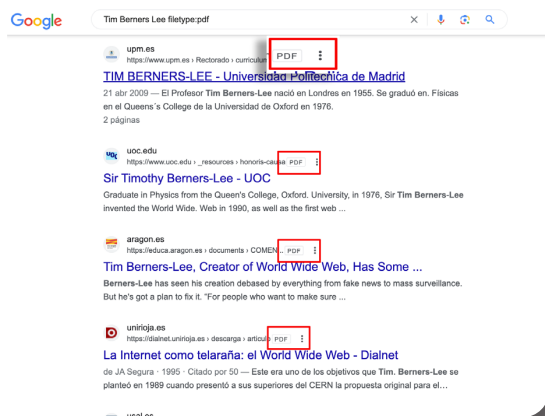 Google
Tim Berners Lee filetype:pdf
upm.es
https://www.upm.es › Rectorado › curriculum PDF
TIM BERNERS-LEE - Universidad Politécnica de Madrid
21 abr 2009 — El Profesor Tim Berners-Lee nació en Londres en 1955. Se graduó en. Físicas
en el Queens´s College de la Universidad de Oxford en 1976.
2 páginas
uoc
uoc.edu
https://www.uoc.edu › _resources › honoris-causa PDF
Sir Timothy Berners-Lee - UOC
Graduate in Physics from the Queen's College, Oxford. University, in 1976, Sir Tim Berners-Lee
invented the World Wide. Web in 1990, as well as the first web ...
aragon.es
https://educa.aragon.es › documents › COMEN... PDF
Tim Berners-Lee, Creator of World Wide Web, Has Some ...
Berners-Lee has seen his creation debased by everything from fake news to mass surveillance.
But he's got a plan to fix it. "For people who want to make sure ...
unirioja.es
https://dialnet.unirioja.es › descarga › articulo PDF
La Internet como telaraña: el World Wide Web - Dialnet
de JA Segura · 1995 · Citado por 50 — Este era uno de los objetivos que Tim. Berners-Lee se
planteó en 1989 cuando presentó a sus superiores del CERN la propuesta original para el...